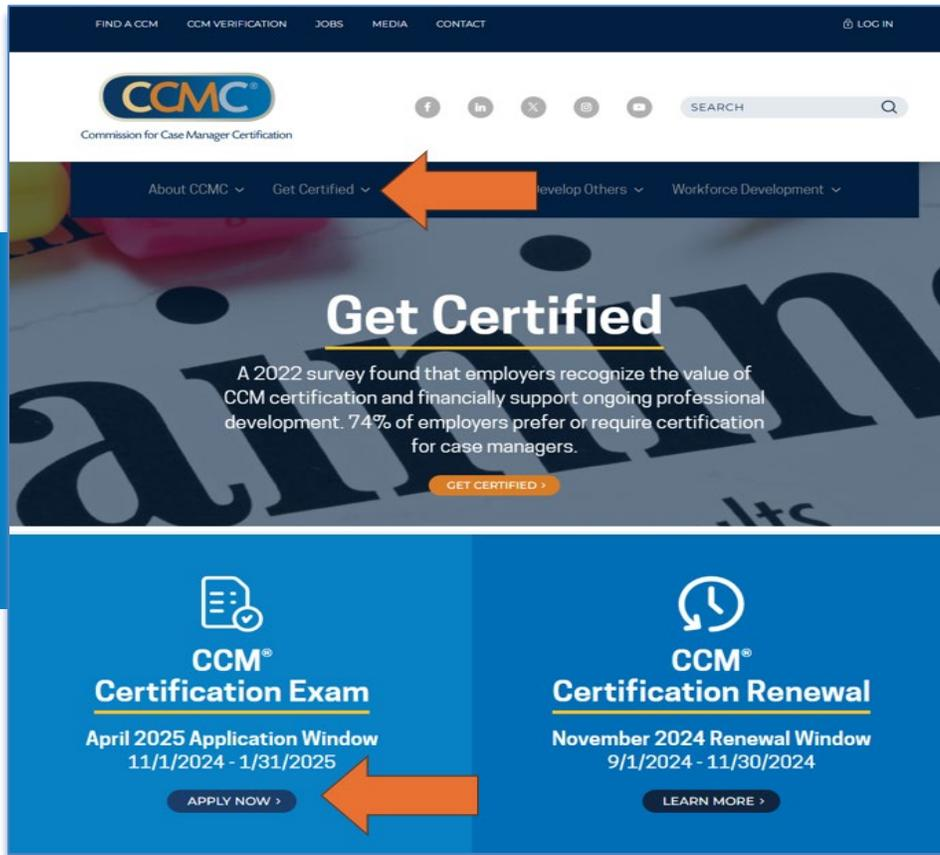 FIND A CCM CCM VERIFICATION JOBS MEDIA CONTACT LOG IN
CCMC®
Commission for Case Manager Certification
SEARCH
About CCMC Get Certified evelop Others Workforce Development
Get Certified
A 2022 survey found that employers recognize the value of
CCM certification and financially support ongoing professional
development. 74% of employers prefer or require certification
for case managers.
GET CERTIFIED >
CCM®
Certification Exam
April 2025 Application Window
11/1/2024 - 1/31/2025
APPLY NOW >
CCM®
Certification Renewal
November 2024 Renewal Window
9/1/2024 - 11/30/2024
LEARN MORE >